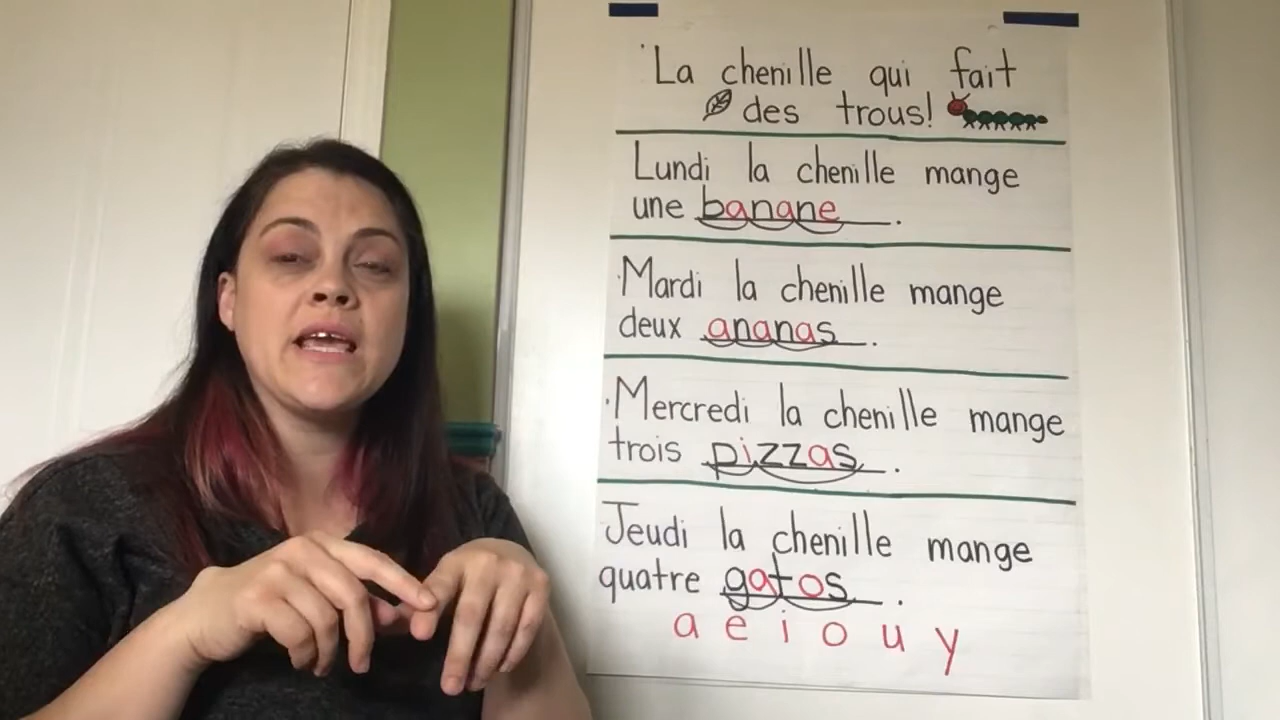 La chenille qui fait
des trous!
Lundi la chenille mange
une banane.
Mardi la chenille mange
deux ananas.
Mercredi la chenille mange
trois pizzas.
Jeudi la chenille mange
quatre gatos.
a e i o u y